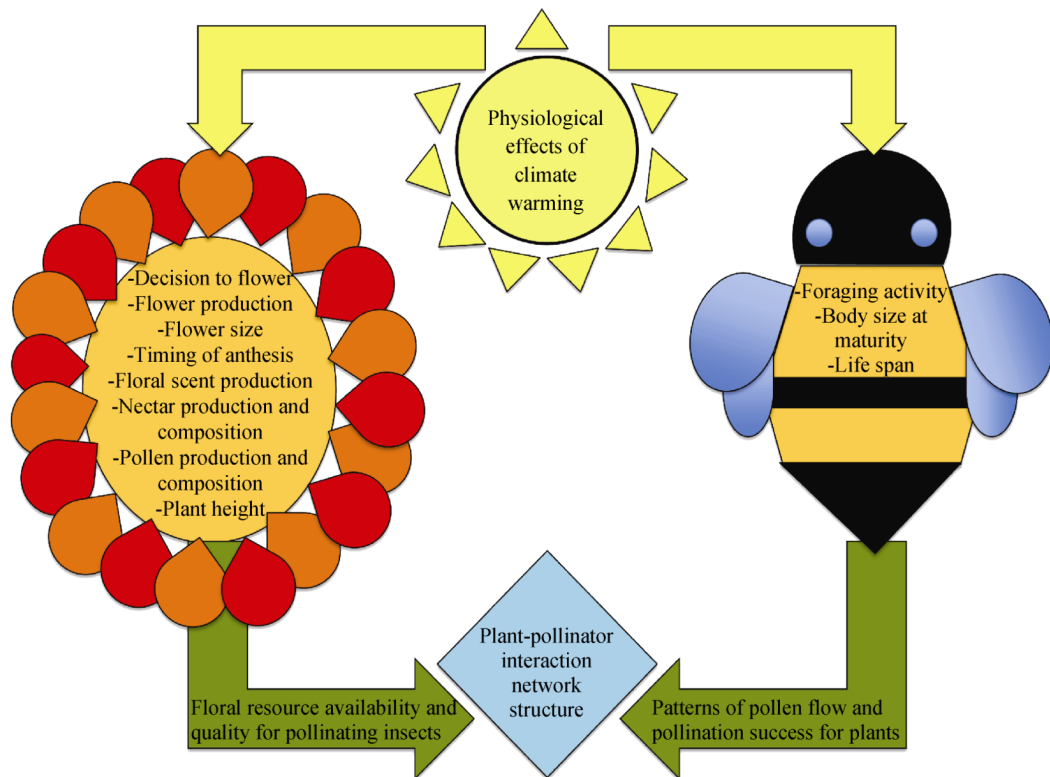 Physiological
effects of
climate
warming
-Decision to flower
-Flower production
-Flower size
-Timing of anthesis
-Floral scent production
-Nectar production and
composition
-Pollen production and
composition
-Plant height
-Foraging activity
-Body size at
maturity
-Life span
Plant-pollinator
interaction
network
structure
Floral resource availability and
quality for pollinating insects
Patterns of pollen flow and
pollination success for plants